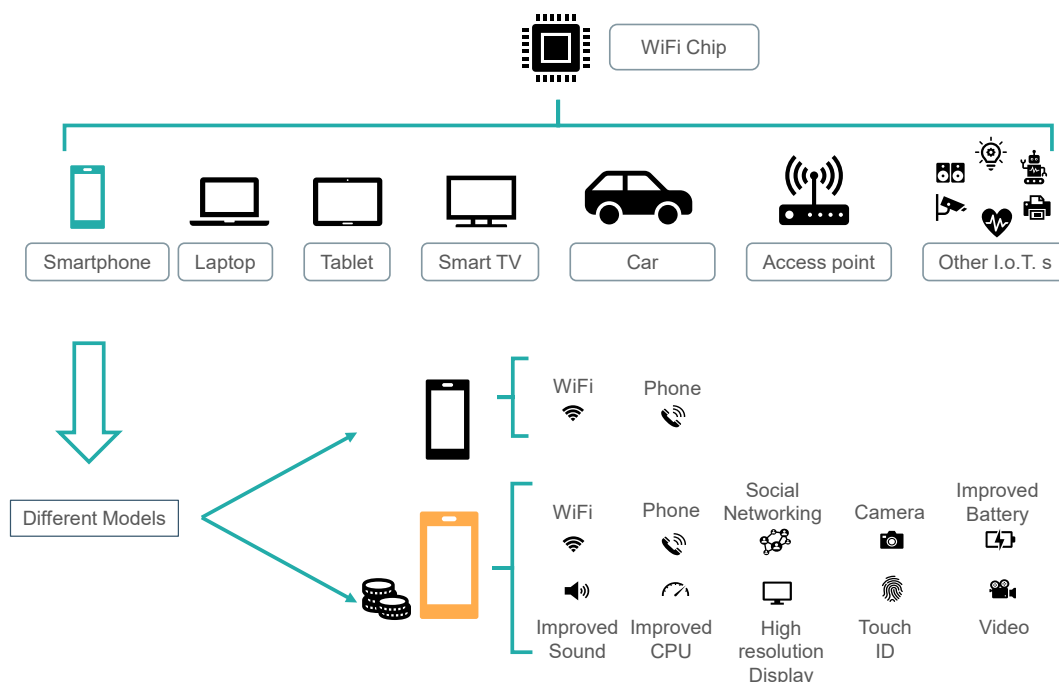 WiFi Chip
Smartphone
Laptop
Tablet
Smart TV
Car
Access point
Other I.o.T. s
WiFi
Phone
Different Models
WiFi
Phone
Social
Networking
Camera
Improved
Battery
Improved
Sound
Improved
CPU
High
resolution
Display
Touch
ID
Video